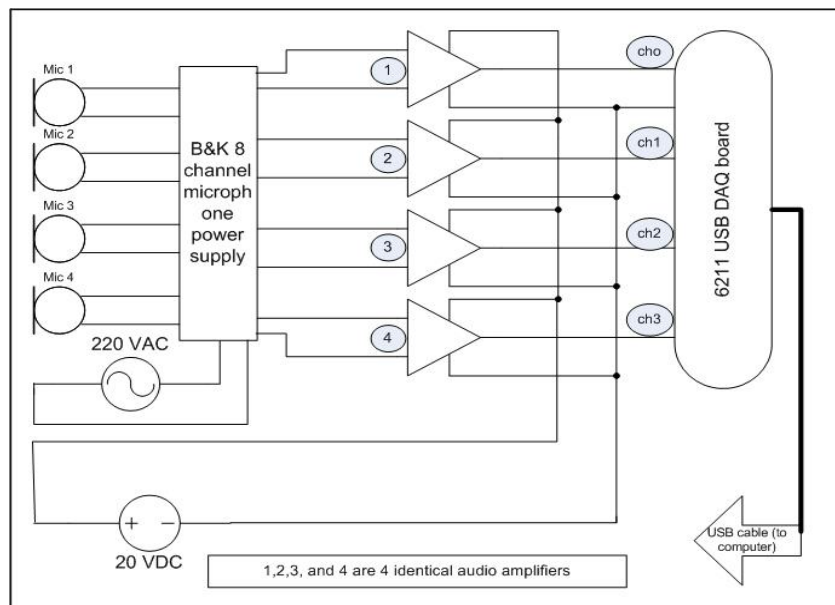 Mic 1
Mic 2
Mic 3
Mic 4
B&K 8
channel
microph
one
power
supply
1
2
3
4
cho
ch1
ch2
ch3
6211 USB DAQ board
220 VAC
+ −
20 VDC
USB cable (to
computer)
1,2,3, and 4 are 4 identical audio amplifiers